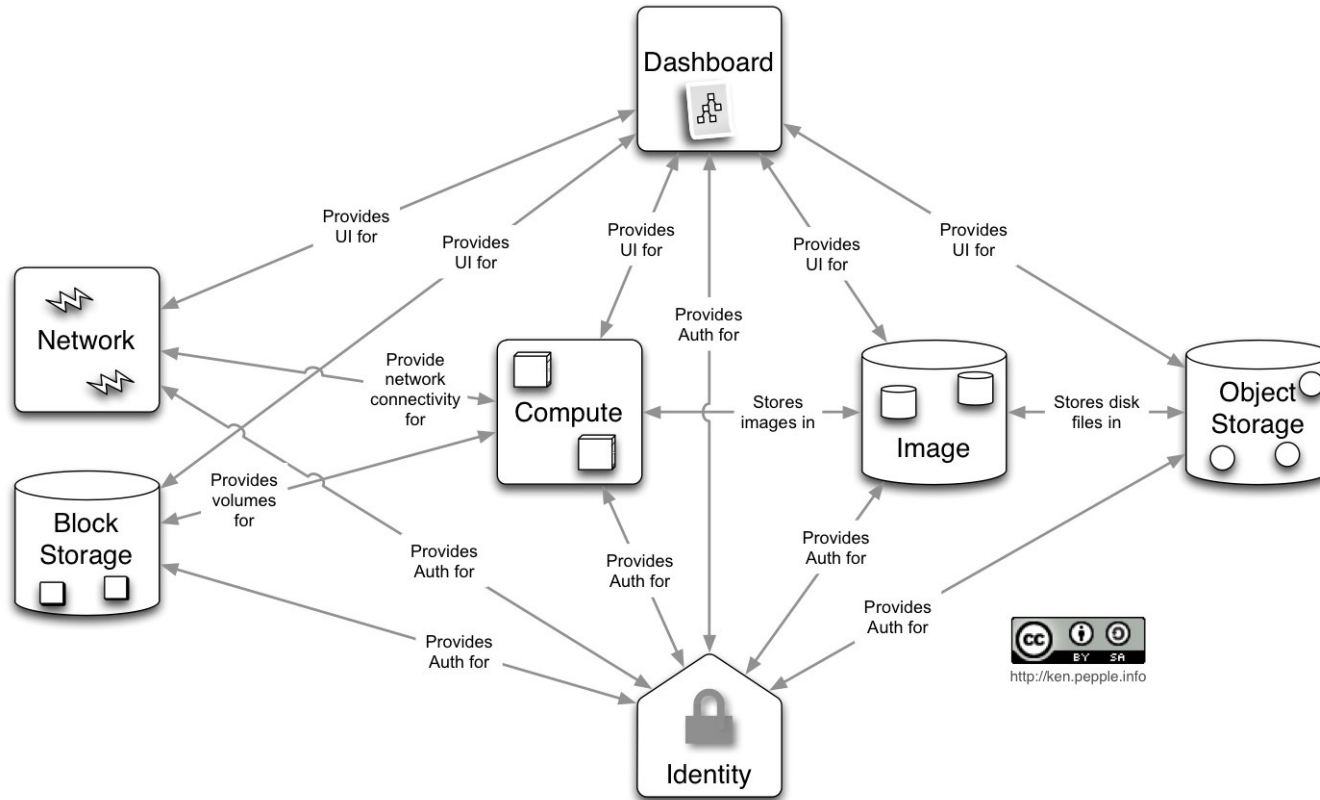 Dashboard
Provides
UI for
Provides
UI for
Provides
UI for
Provides
UI for
Provides
UI for
Provides
Auth for
Network
Provide
network
connectivity
for
Compute
Stores
images in
Image
Stores disk
files in
Object
Storage
Block
Storage
Provides
volumes
for
Provides
Auth for
Provides
Auth for
Provides
Auth for
Provides
Auth for
Provides
Auth for
Identity
cc
BY SA
http://ken.pepple.info